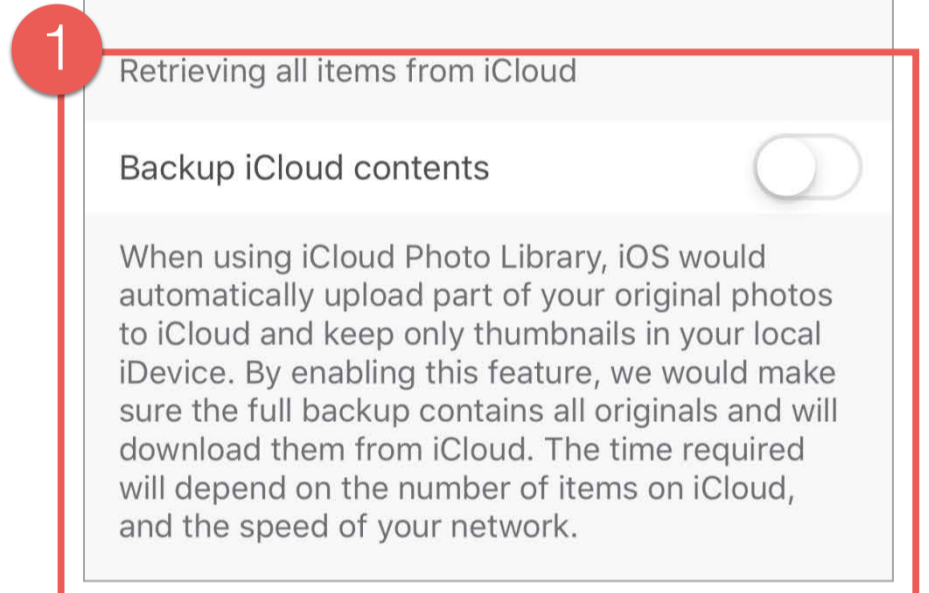 1
Retrieving all items from iCloud
Backup iCloud contents
When using iCloud Photo Library, iOS would
automatically upload part of your original photos
to iCloud and keep only thumbnails in your local
iDevice. By enabling this feature, we would make
sure the full backup contains all originals and will
download them from iCloud. The time required
will depend on the number of items on iCloud,
and the speed of your network.